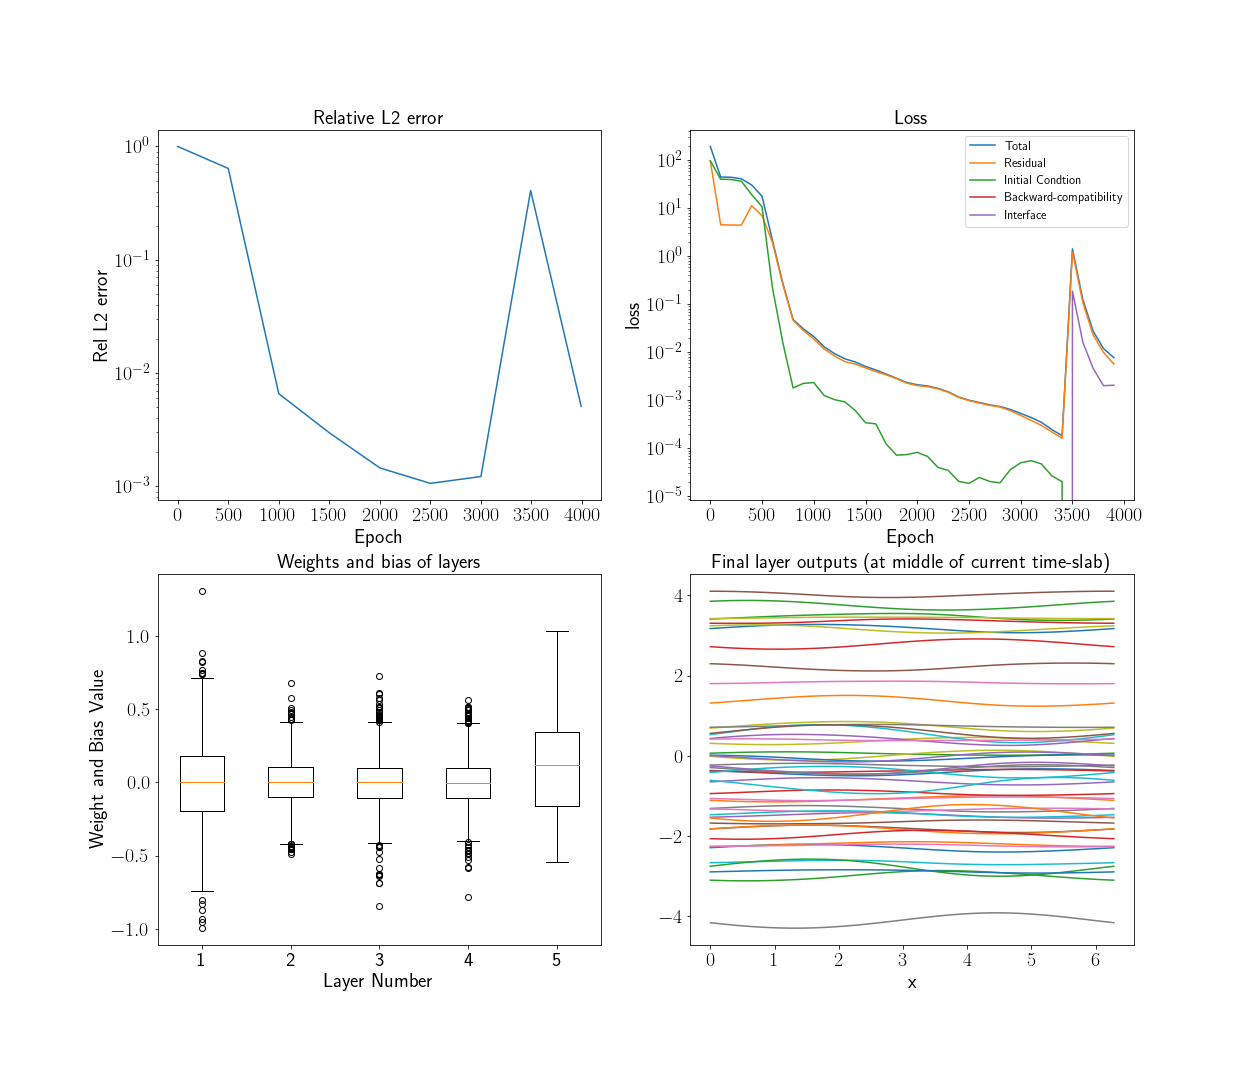 Relative L2 error
10^0
10^{-1}
10^{-2}
10^{-3}
Rel L2 error
0 500 1000 1500 2000 2500 3000 3500 4000
Epoch
Loss
Total
Residual
Initial Condtion
Backward-compatibility
Interface
10^2
10^1
10^0
10^{-1}
10^{-2}
10^{-3}
10^{-4}
10^{-5}
loss
0 500 1000 1500 2000 2500 3000 3500 4000
Epoch
Weights and bias of layers
1.0
0.5
0.0
−0.5
−1.0
Weight and Bias Value
1 2 3 4 5
Layer Number
Final layer outputs (at middle of current time-slab)
4
2
0
−2
−4
0 1 2 3 4 5 6
x